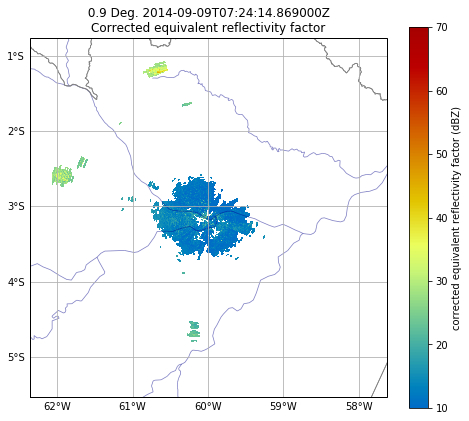 0.9 Deg. 2014-09-09T07:24:14.869000Z
Corrected equivalent reflectivity factor
1°S
2°S
3°S
4°S
5°S
62°W 61°W 60°W 59°W 58°W
70
60
50
40
30
20
10
corrected equivalent reflectivity factor (dBZ)